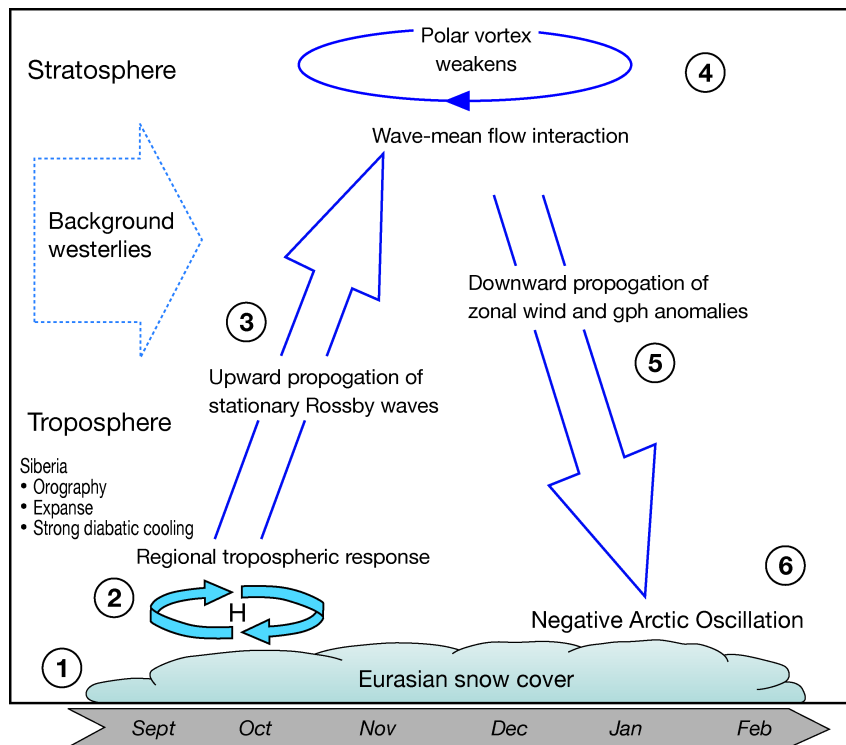 Polar vortex
weakens
Stratosphere
4
Wave-mean flow interaction
Background
westerlies
Downward propogation of
zonal wind and gph anomalies
3
5
Upward propogation of
stationary Rossby waves
Troposphere
Siberia
• Orography
• Expanse
• Strong diabatic cooling
Regional tropospheric response
6
2
H
Negative Arctic Oscillation
1
Eurasian snow cover
Sept Oct Nov Dec Jan Feb